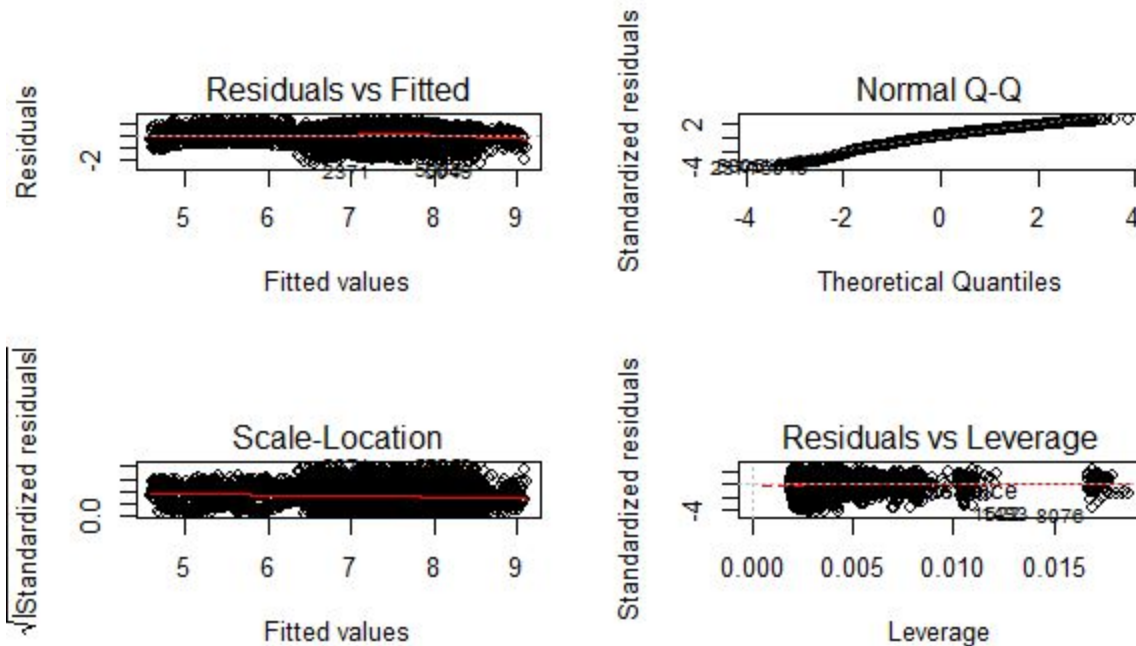 Residuals vs Fitted
Residuals
-2
2371
5 6 7 8 9
Fitted values
Normal Q-Q
Standardized residuals
2
-4
-4 -2 0 2 4
Theoretical Quantiles
Scale-Location
√|Standardized residuals|
0.0
5 6 7 8 9
Fitted values
Residuals vs Leverage
Standardized residuals
-4
8076
0.000 0.005 0.010 0.015
Leverage